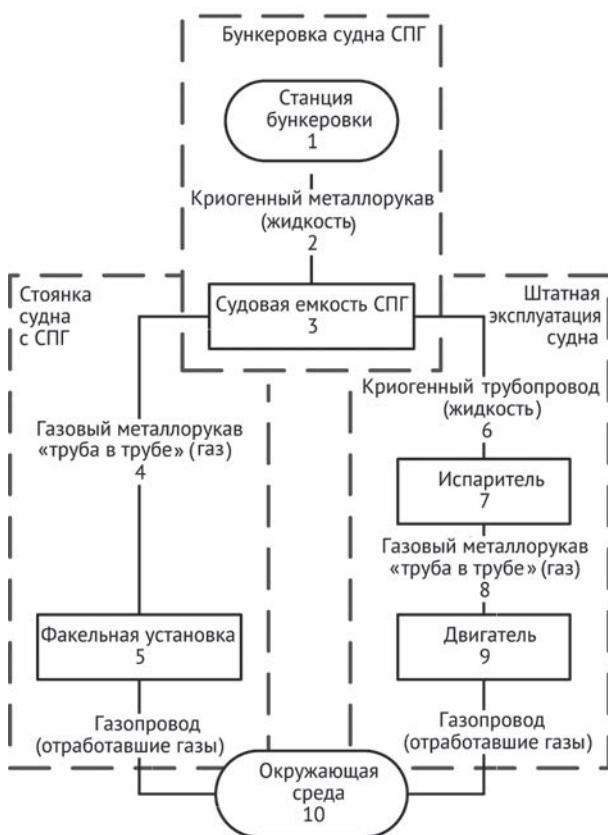 Бункеровка судна СПГ
Станция
бункеровки
1
Криогенный металлорукав
(жидкость)
2
Судовая емкость СПГ
3
Стоянка
судна
с СПГ
Газовый металлорукав
«труба в трубе» (газ)
4
Факельная установка
5
Газопровод
(отработавшие газы)
Штатная
эксплуатация
судна
Криогенный трубопровод
(жидкость)
6
Испаритель
7
Газовый металлорукав
«труба в трубе» (газ)
8
Двигатель
9
Газопровод
(отработавшие газы)
Окружающая
среда
10